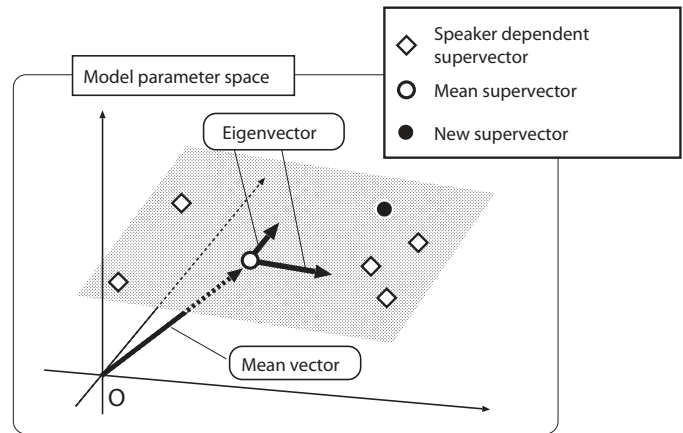 Speaker dependent
supervector
Mean supervector
New supervector
Model parameter space
Eigenvector
Mean vector
O